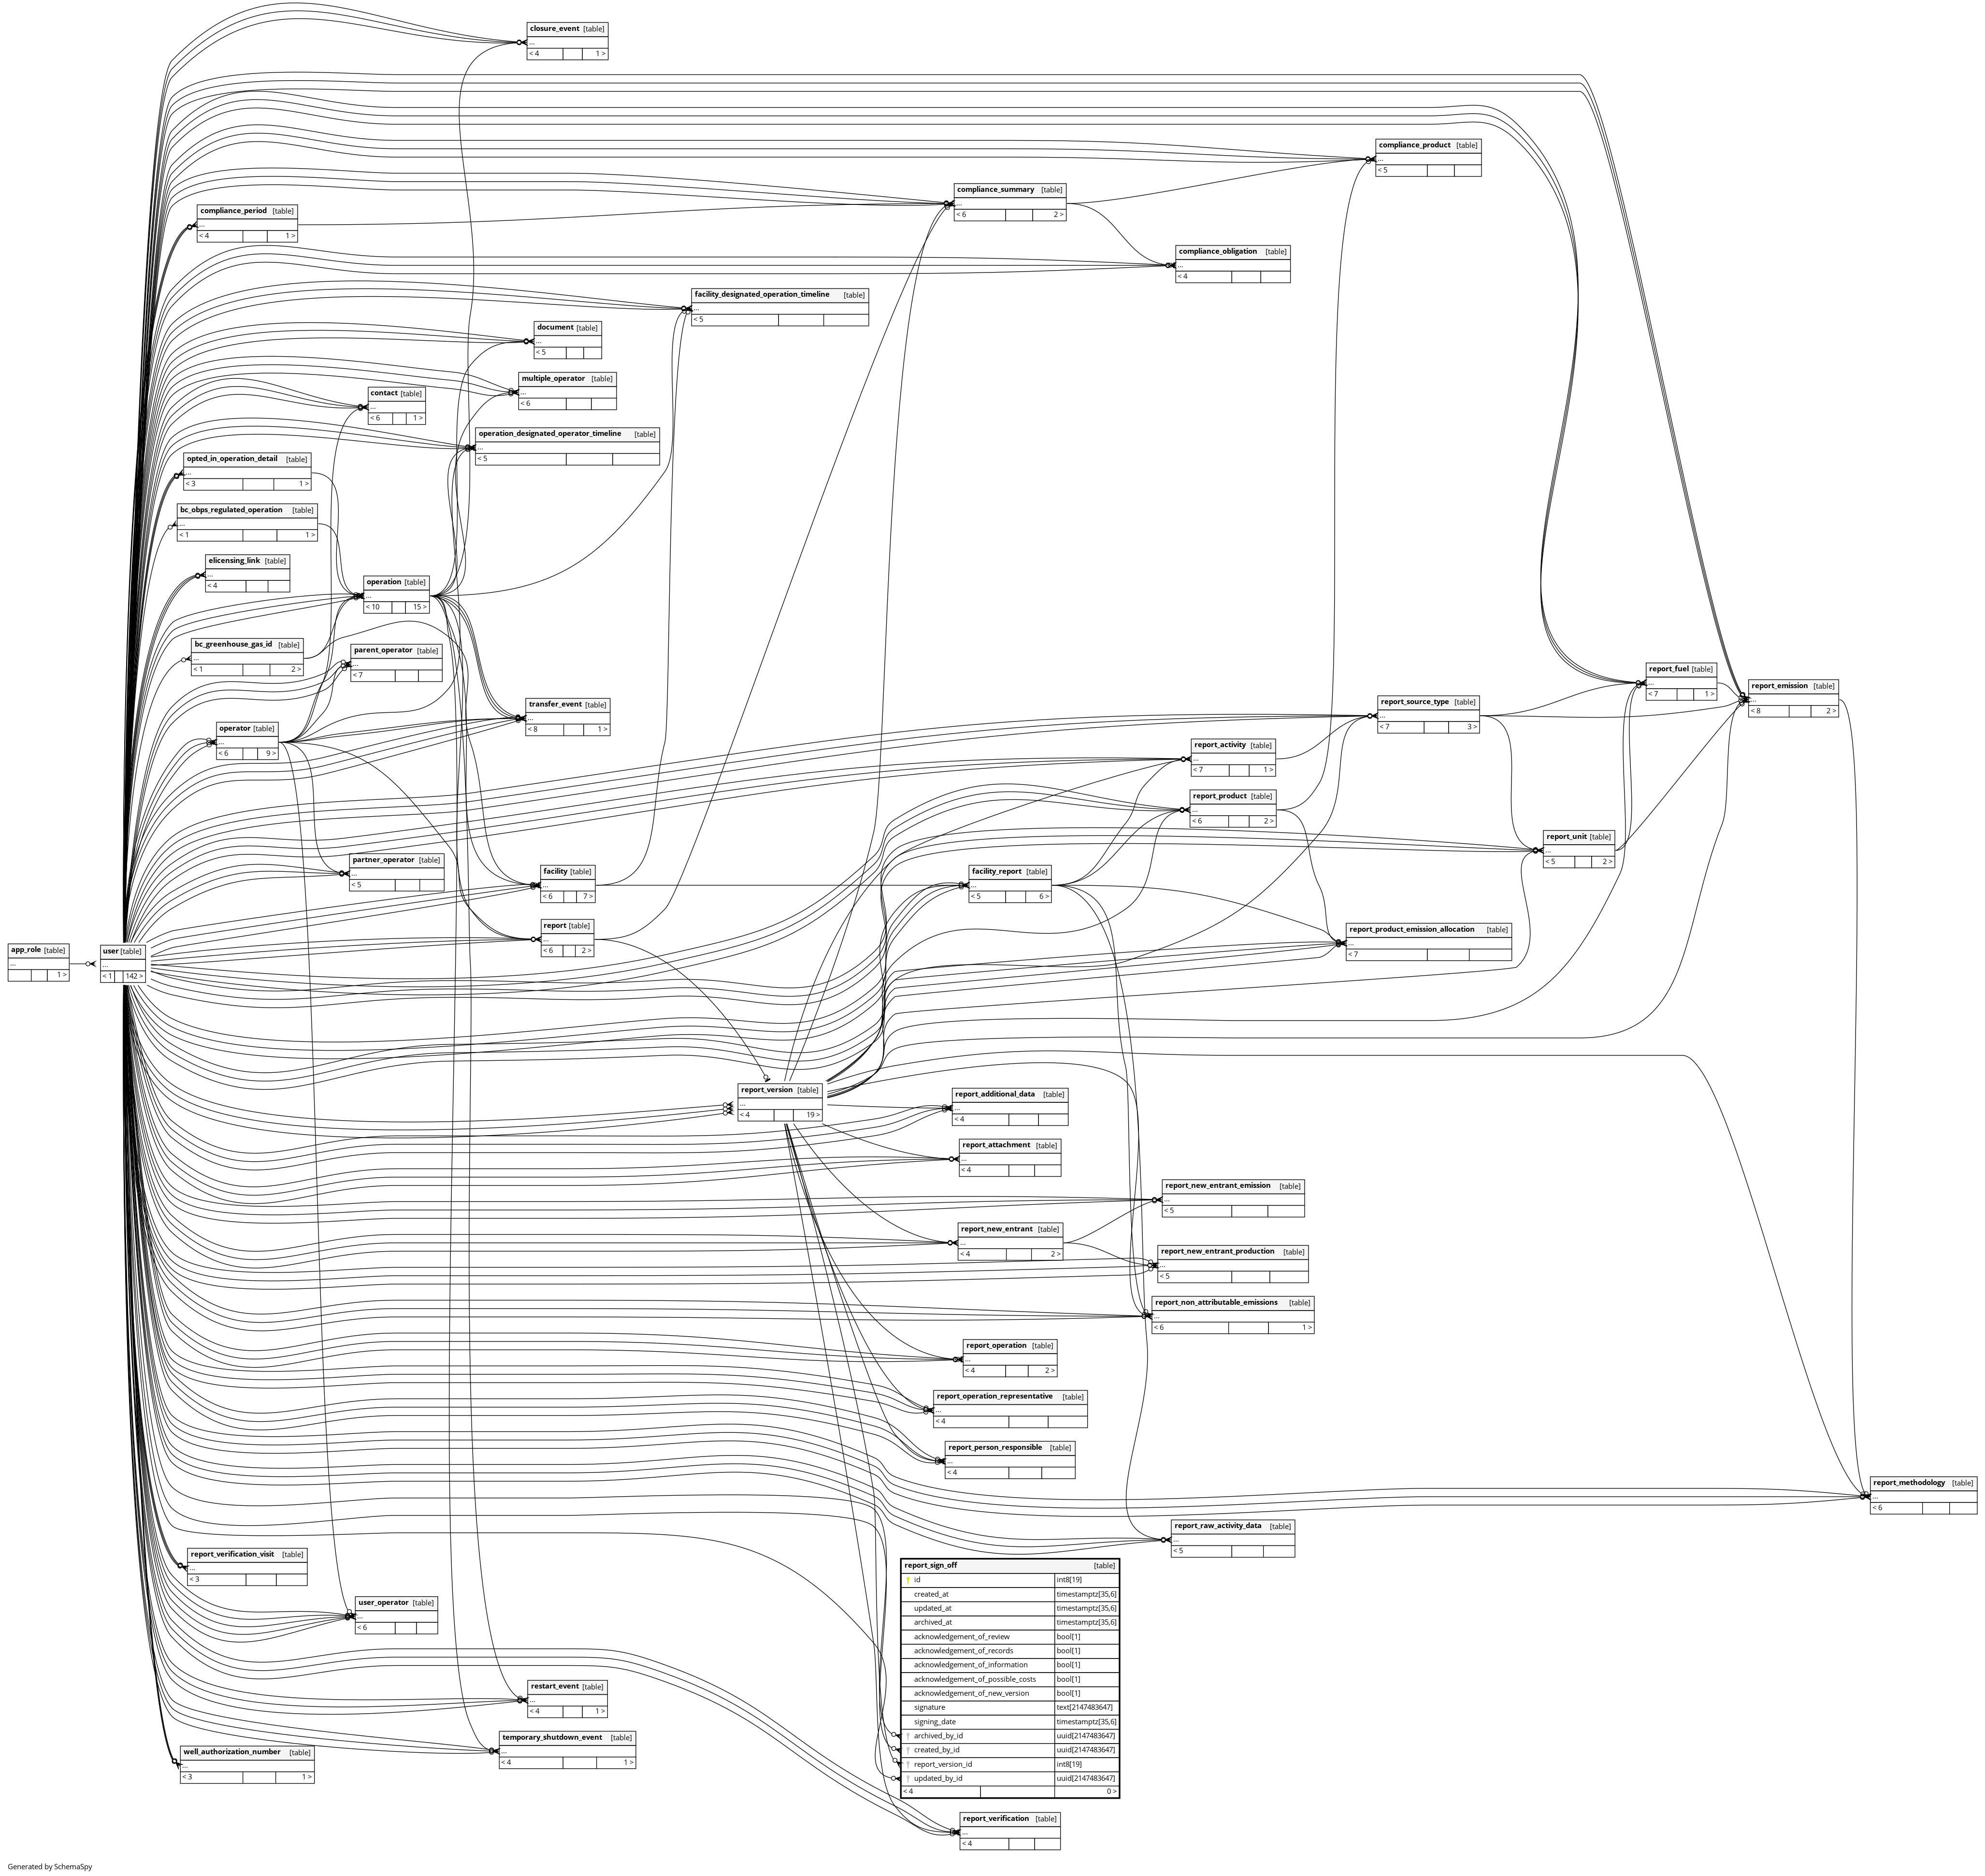 closure_event [table]
...
< 4 1 >
compliance_product [table]
...
< 5
compliance_summary [table]
...
< 6 2 >
compliance_period [table]
...
< 4 1 >
compliance_obligation [table]
...
< 4
facility_designated_operation_timeline [table]
...
< 5
document [table]
...
< 5
multiple_operator [table]
...
< 6
contact [table]
...
< 6 1 >
operation_designated_operator_timeline [table]
...
< 5
opted_in_operation_detail [table]
...
< 3 1 >
bc_obps_regulated_operation [table]
...
< 1 1 >
elicensing_link [table]
...
< 4
operation [table]
...
< 10 15 >
bc_greenhouse_gas_id [table]
...
< 1 2 >
parent_operator [table]
...
< 7
report_fuel [table]
...
< 7 1 >
report_emission [table]
...
< 8 2 >
transfer_event [table]
...
< 8 1 >
report_source_type [table]
...
< 7 3 >
operator [table]
...
< 6 9 >
report_activity [table]
...
< 7 1 >
report_product [table]
...
< 6 2 >
report_unit [table]
...
< 5 2 >
partner_operator [table]
...
< 5
facility [table]
...
< 6 7 >
facility_report [table]
...
< 5 6 >
report [table]
...
< 6 2 >
report_product_emission_allocation [table]
...
< 7
app_role [table]
...
1 >
user [table]
...
< 1 142 >
report_version [table]
...
< 4 19 >
report_additional_data [table]
...
< 4
report_attachment [table]
...
< 4
report_new_entrant_emission [table]
...
< 5
report_new_entrant [table]
...
< 4 2 >
report_new_entrant_production [table]
...
< 5
report_non_attributable_emissions [table]
...
< 6 1 >
report_operation [table]
...
< 4 2 >
report_operation_representative [table]
...
< 4
report_person_responsible [table]
...
< 4
report_methodology [table]
...
< 6
report_raw_activity_data [table]
...
< 5
report_verification_visit [table]
...
< 3
report_sign_off [table]
id int8[19]
created_at timestamptz[35,6]
updated_at timestamptz[35,6]
archived_at timestamptz[35,6]
acknowledgement_of_review bool[1]
acknowledgement_of_records bool[1]
acknowledgement_of_information bool[1]
acknowledgement_of_possible_costs bool[1]
acknowledgement_of_new_version bool[1]
signature text[2147483647]
signing_date timestamptz[35,6]
archived_by_id uuid[2147483647]
created_by_id uuid[2147483647]
report_version_id int8[19]
updated_by_id uuid[2147483647]
< 4 0 >
user_operator [table]
...
< 6
restart_event [table]
...
< 4 1 >
temporary_shutdown_event [table]
...
< 4 1 >
well_authorization_number [table]
...
< 3 1 >
report_verification [table]
...
< 4
Generated by SchemaSpy